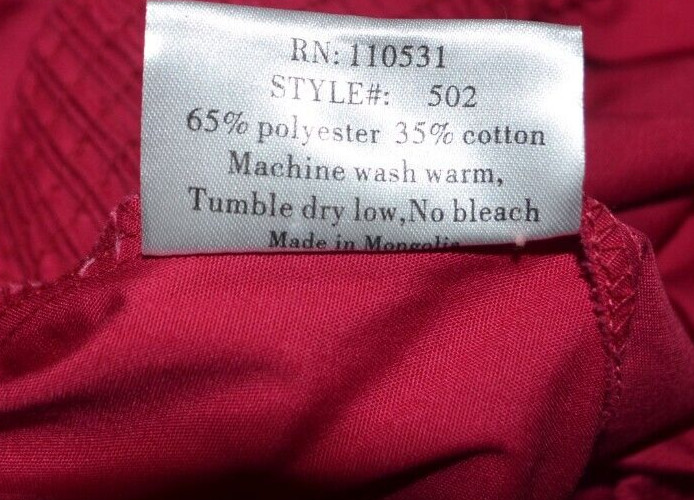 RN: 110531
STYLE#: 502
65% polyester 35% cotton
Machine wash warm,
Tumble dry low,No bleach
Made in Mongolia